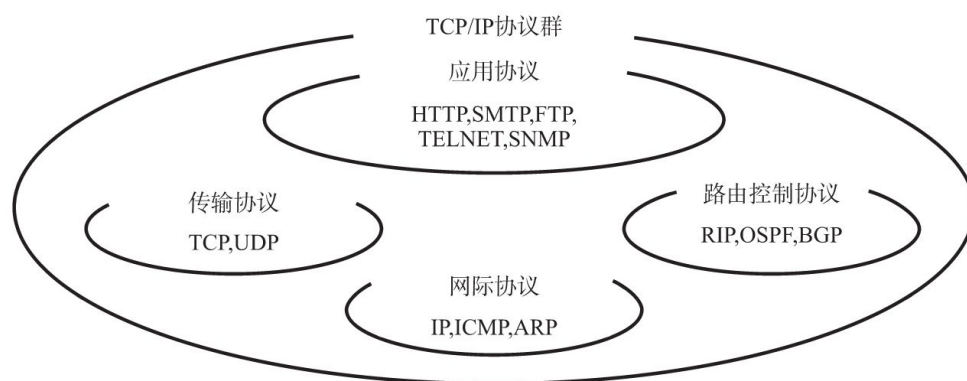 TCP/IP协议群
应用协议
HTTP,SMTP,FTP,
TELNET,SNMP
传输协议
TCP,UDP
路由控制协议
RIP,OSPF,BGP
网际协议
IP,ICMP,ARP